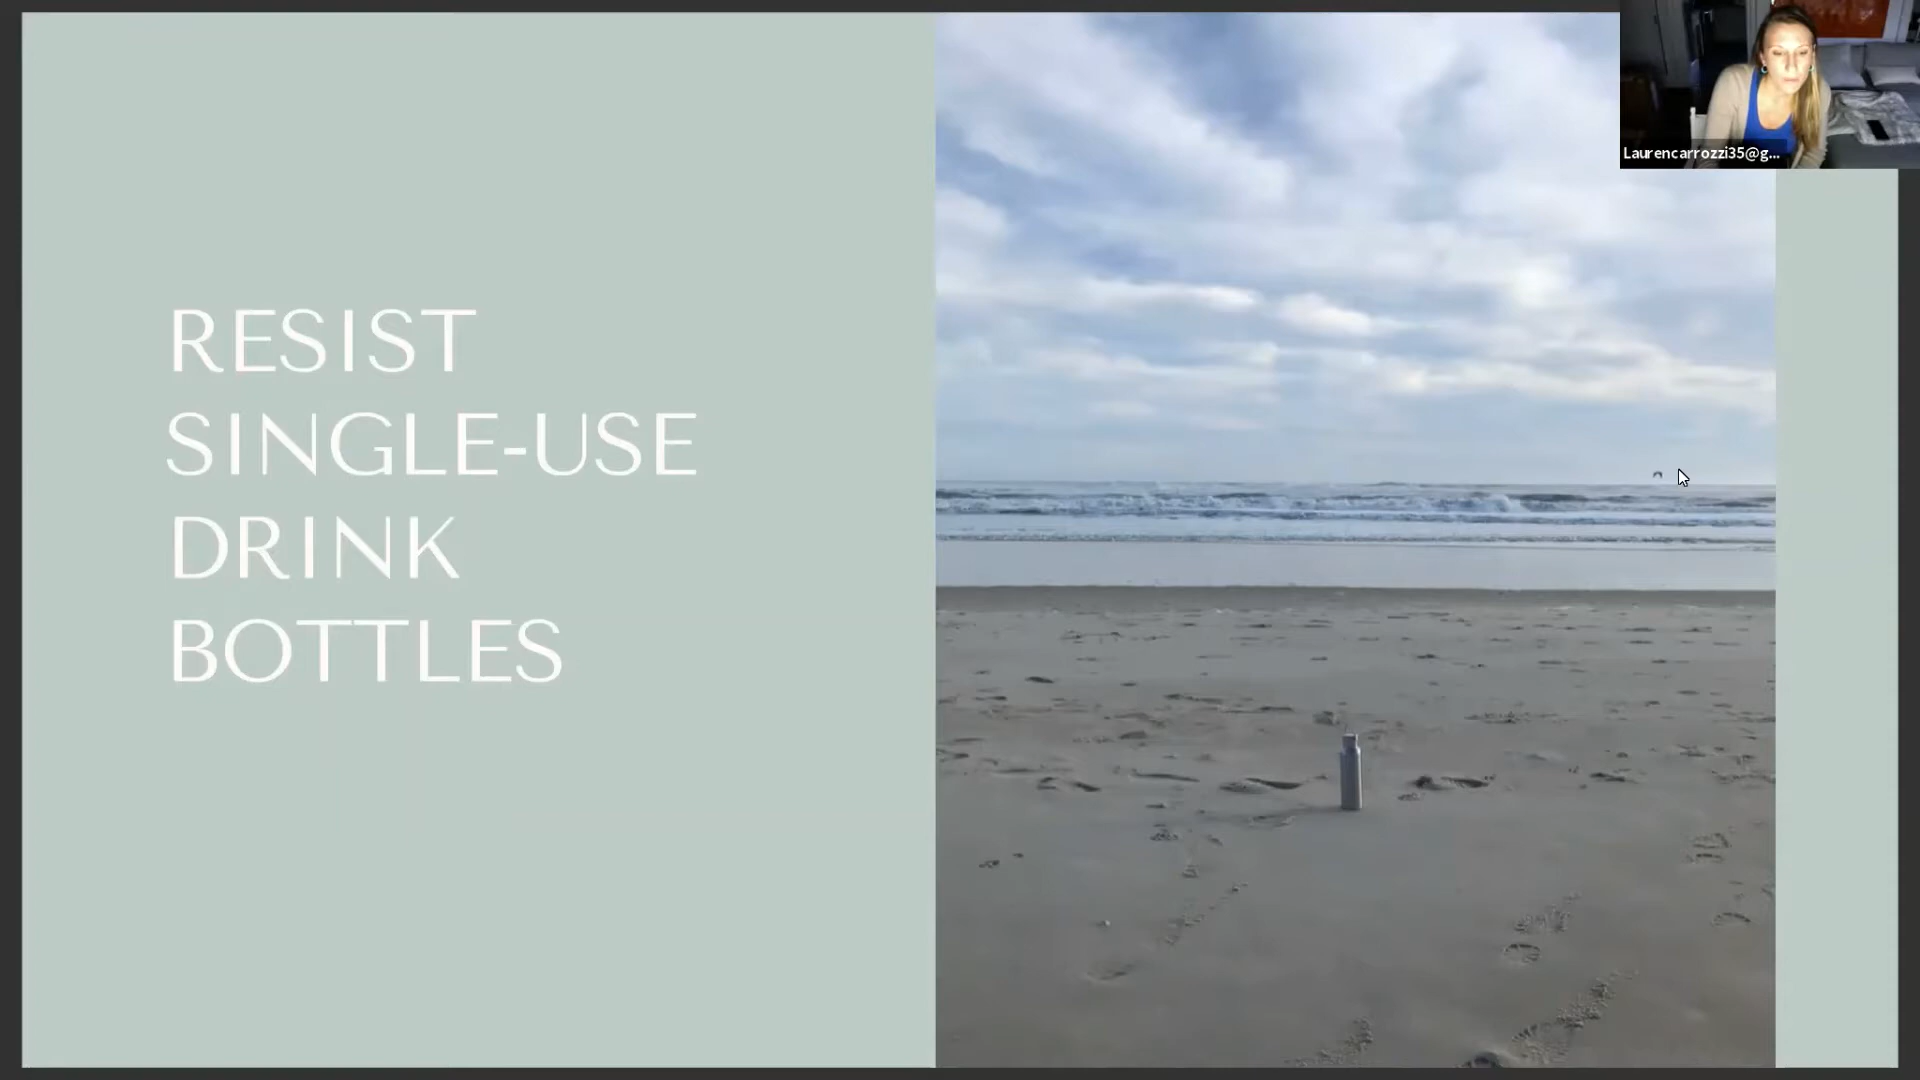 RESIST
SINGLE-USE
DRINK
BOTTLES
Laurencarrozzi35@g...